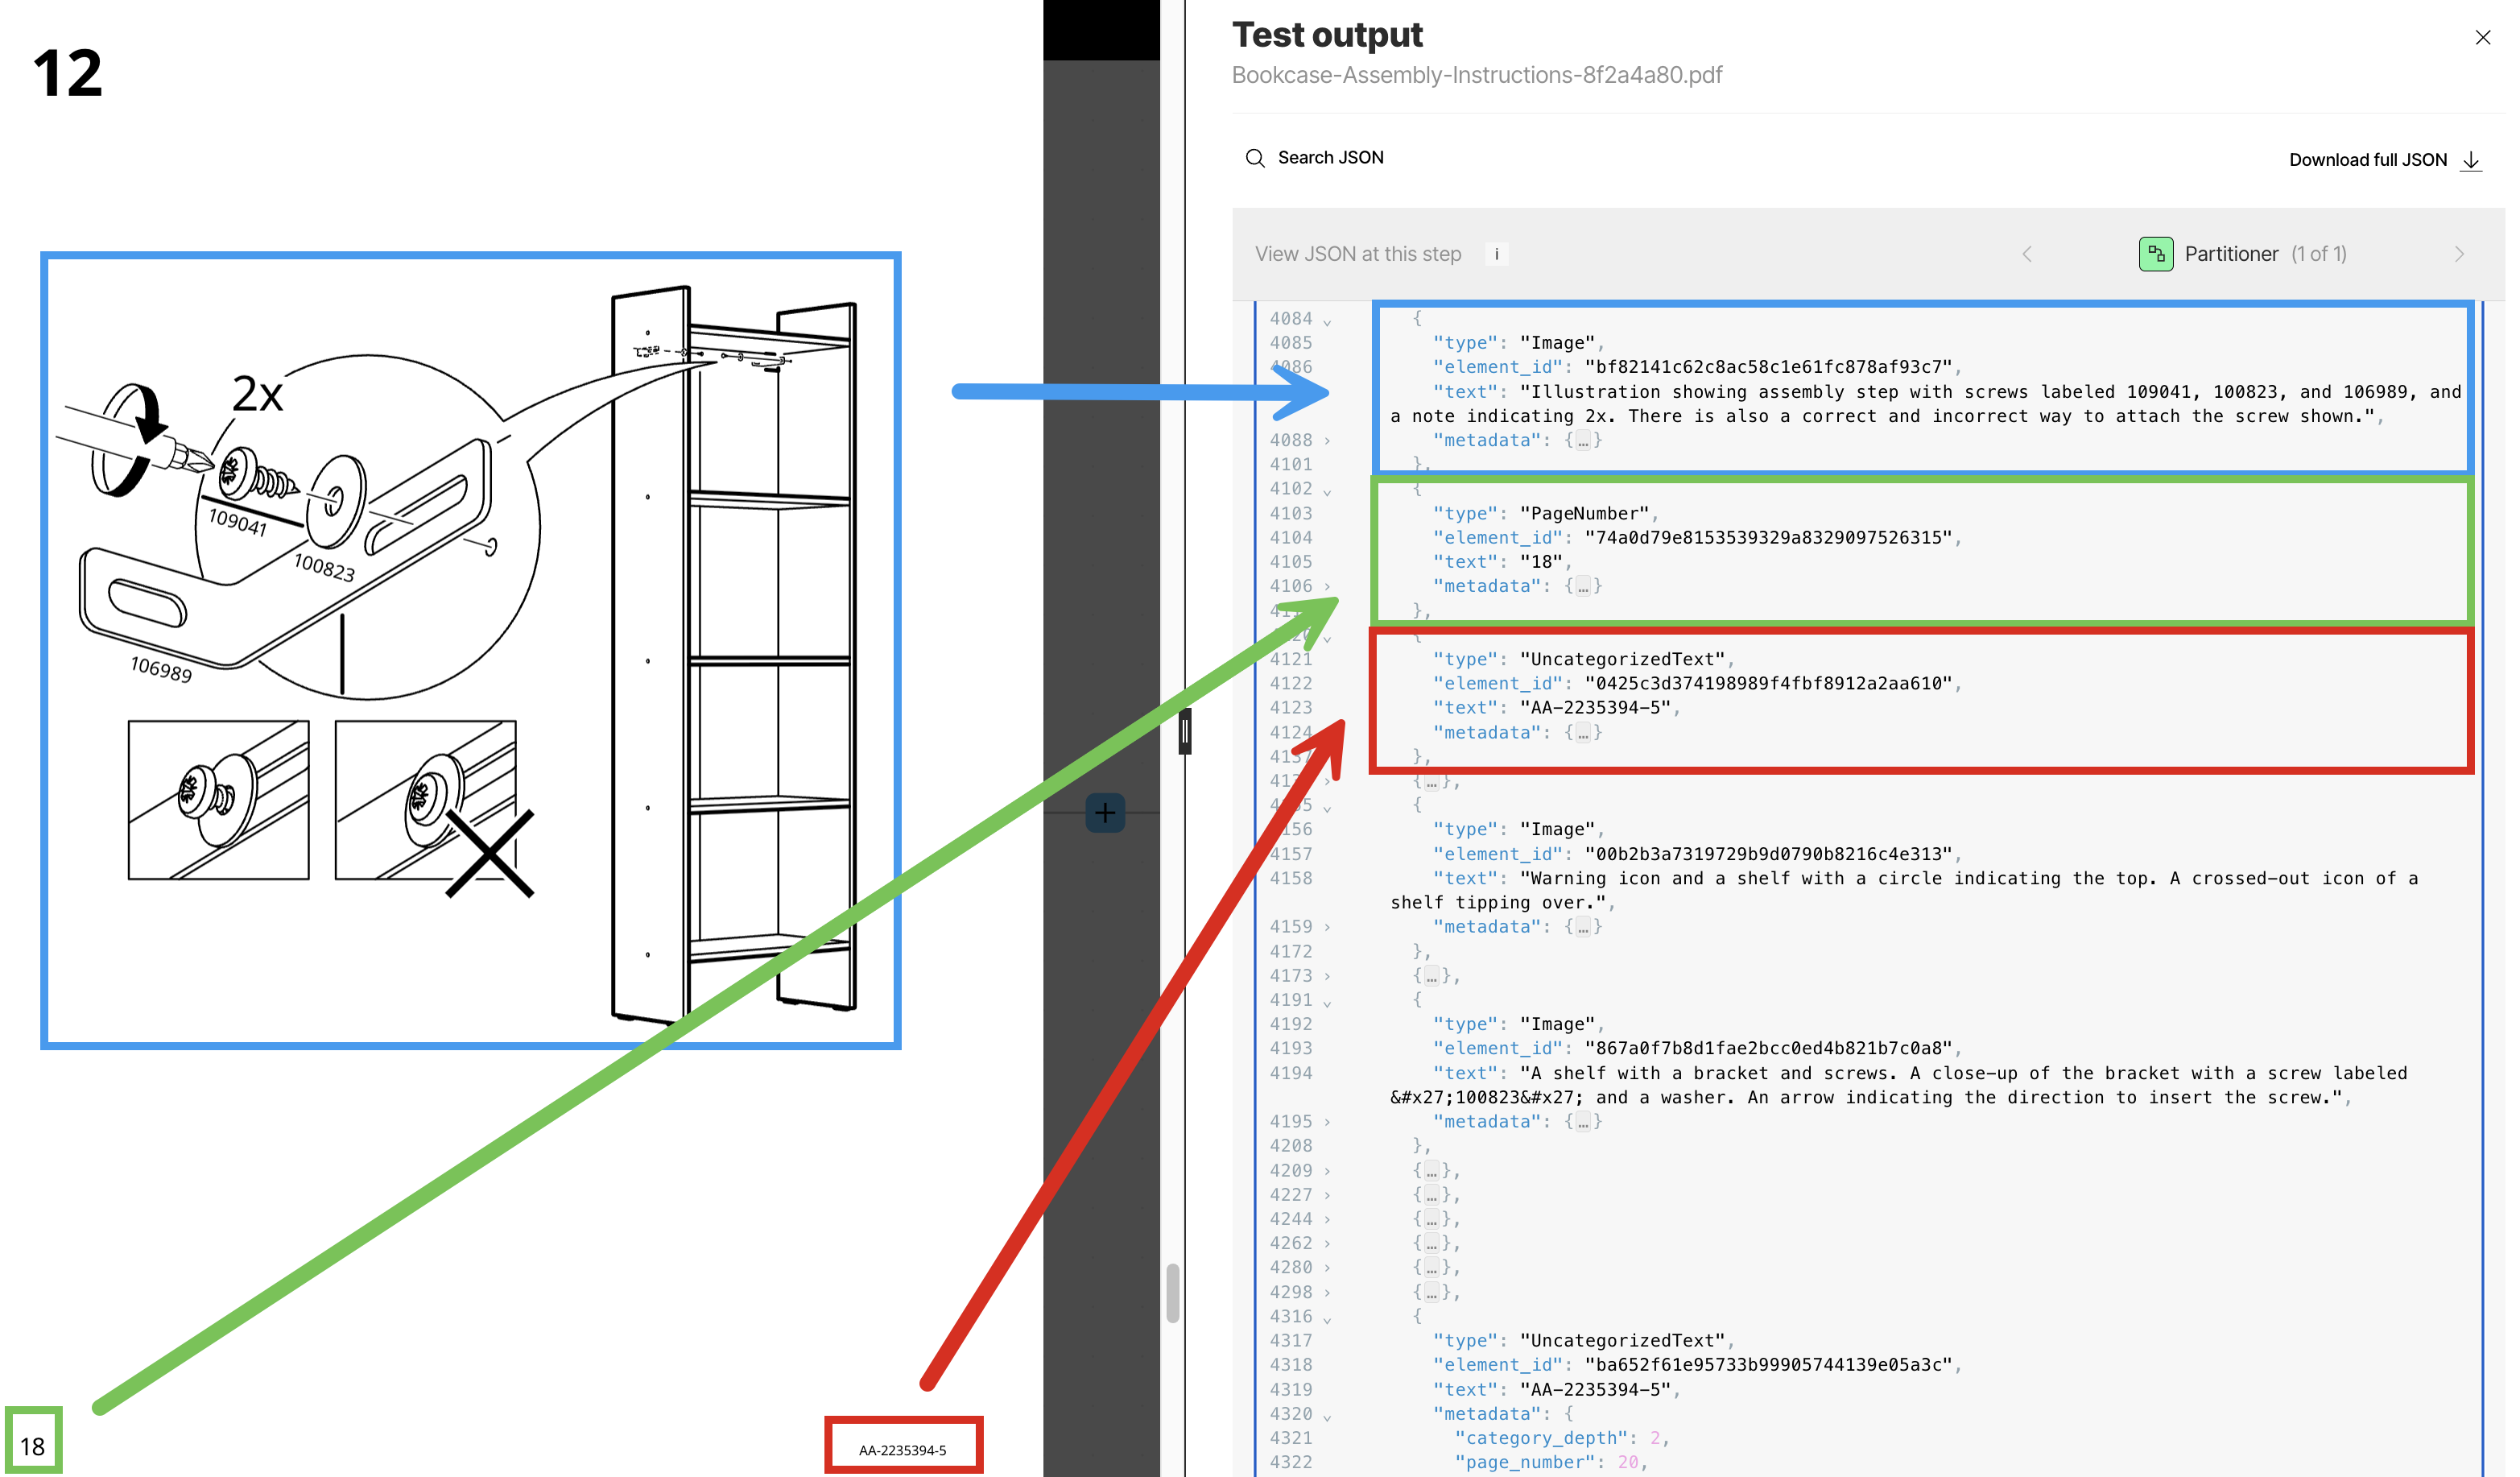 12
2x
109041
100823
106989
18
AA-2235394-5
Test output
Bookcase-Assembly-Instructions-8f2a4a80.pdf
Search JSON
Download full JSON
View JSON at this step i
Partitioner (1 of 1)
4084 {
4085 "type": "Image",
4086 "element_id": "bf82141c62c8ac58c1e61fc878af93c7",
"text": "Illustration showing assembly step with screws labeled 109041, 100823, and 106989, and
a note indicating 2x. There is also a correct and incorrect way to attach the screw shown.",
4088 "metadata": {…}
4101 },
4102 {
4103 "type": "PageNumber",
4104 "element_id": "74a0d79e8153539329a8329097526315",
4105 "text": "18",
4106 "metadata": {…}
},
{
4121 "type": "UncategorizedText",
4122 "element_id": "0425c3d374198989f4fbf8912a2aa610",
4123 "text": "AA-2235394-5",
4124 "metadata": {…}
},
{…},
{
4156 "type": "Image",
4157 "element_id": "00b2b3a7319729b9d0790b8216c4e313",
4158 "text": "Warning icon and a shelf with a circle indicating the top. A crossed-out icon of a
shelf tipping over.",
4159 "metadata": {…}
4172 },
4173 {…},
4191 {
4192 "type": "Image",
4193 "element_id": "867a0f7b8d1fae2bcc0ed4b821b7c0a8",
4194 "text": "A shelf with a bracket and screws. A close-up of the bracket with a screw labeled
&#x27;100823&#x27; and a washer. An arrow indicating the direction to insert the screw.",
4195 "metadata": {…}
4208 },
4209 {…},
4227 {…},
4244 {…},
4262 {…},
4280 {…},
4298 {…},
4316 {
4317 "type": "UncategorizedText",
4318 "element_id": "ba652f61e95733b99905744139e05a3c",
4319 "text": "AA-2235394-5",
4320 "metadata": {
4321 "category_depth": 2,
4322 "page_number": 20,